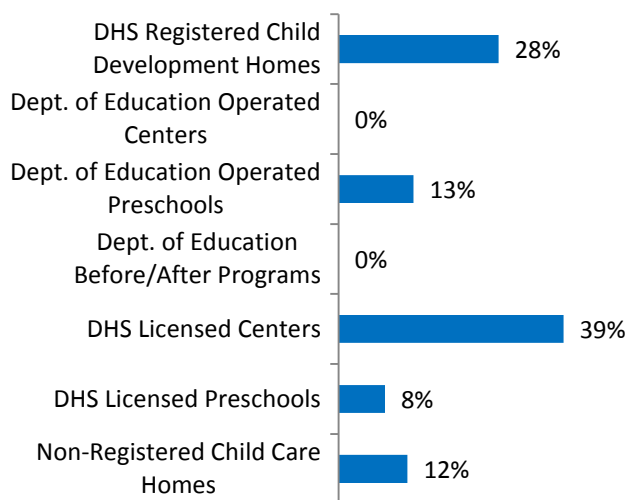 DHS Registered Child
Development Homes
28%
Dept. of Education Operated
Centers
0%
Dept. of Education Operated
Preschools
13%
Dept. of Education
Before/After Programs
0%
DHS Licensed Centers
39%
DHS Licensed Preschools
8%
Non-Registered Child Care
Homes
12%